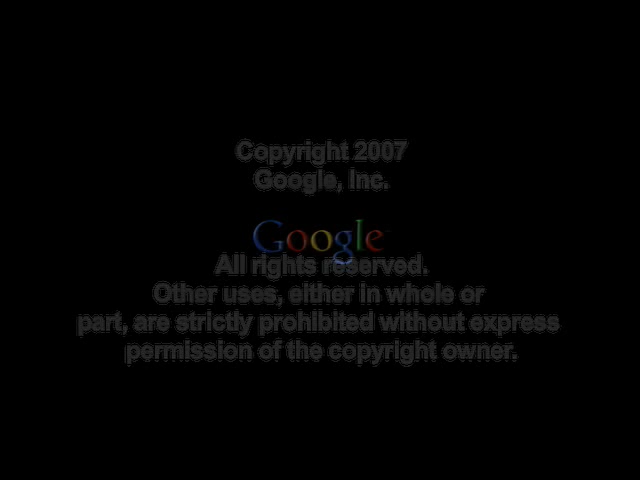 Copyright 2007
Google, Inc.
Google
All rights reserved.
Other uses, either in whole or
part, are strictly prohibited without express
permission of the copyright owner.